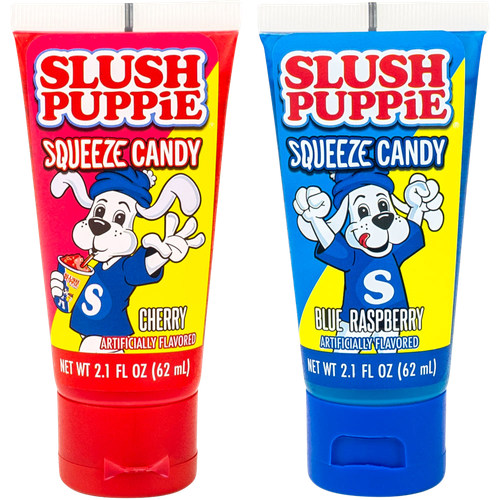 SLUSH
PUPPiE
SQUEEZE CANDY
S
CHERRY
ARTIFICIALLY FLAVORED
NET WT 2.1 FL OZ (62 mL)
SLUSH
PUPPiE
SQUEEZE CANDY
S
BLUE RASPBERRY
ARTIFICIALLY FLAVORED
NET WT 2.1 FL OZ (62 mL)